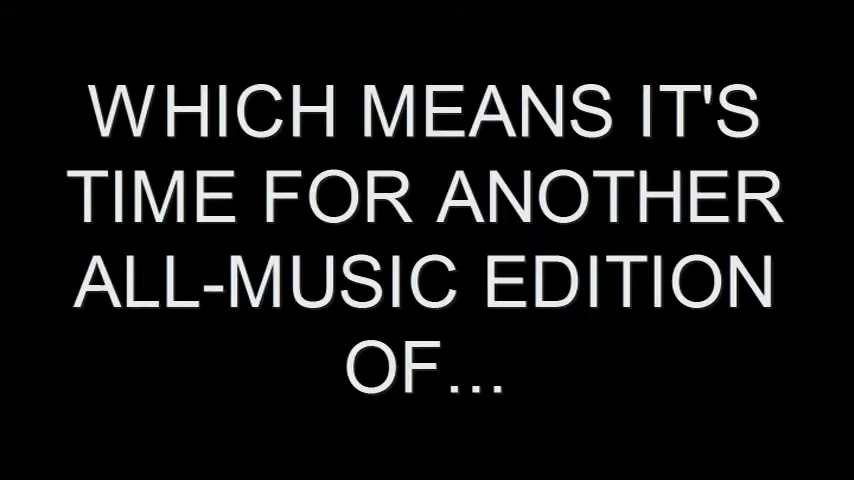 WHICH MEANS IT'S
TIME FOR ANOTHER
ALL-MUSIC EDITION
OF...